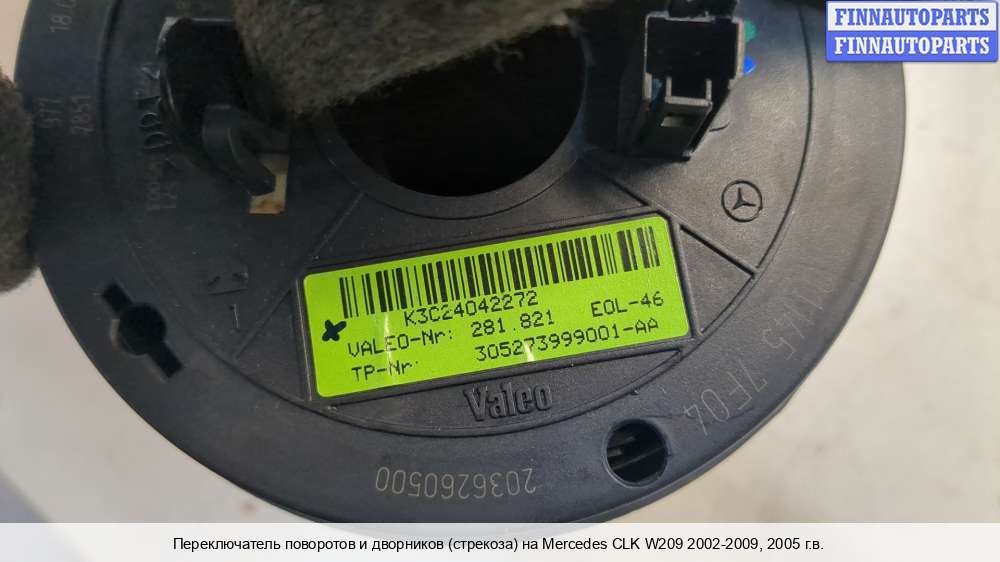 FINNAUTOPARTS
FINNAUTOPARTS
K3C24042272
VALEO-Nr: 281.821 EOL-46
TP-Nr 305273999001-AA
Valeo
7F04
2036260500
1
Переключатель поворотов и дворников (стрекоза) на Mercedes CLK W209 2002-2009, 2005 г.в.